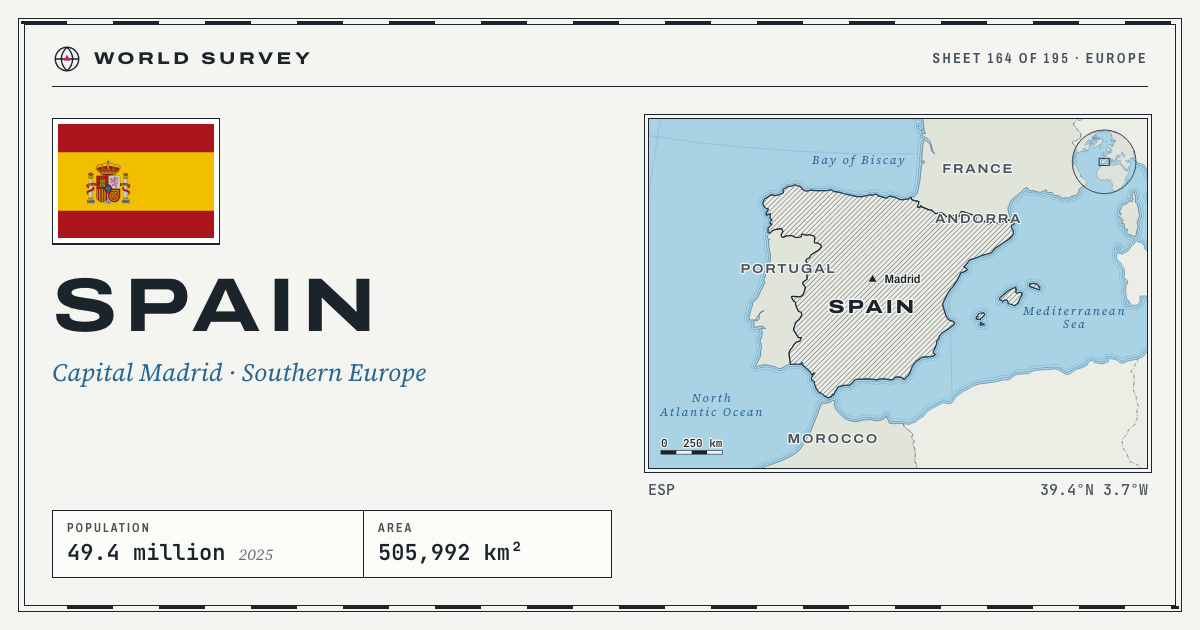 WORLD SURVEY
SHEET 164 OF 195 · EUROPE
SPAIN
Capital Madrid · Southern Europe
POPULATION
49.4 million 2025
AREA
505,992 km²
Bay of Biscay
FRANCE
ANDORRA
PORTUGAL
Madrid
SPAIN
Mediterranean
Sea
North
Atlantic Ocean
MOROCCO
0 250 km
ESP
39.4°N 3.7°W